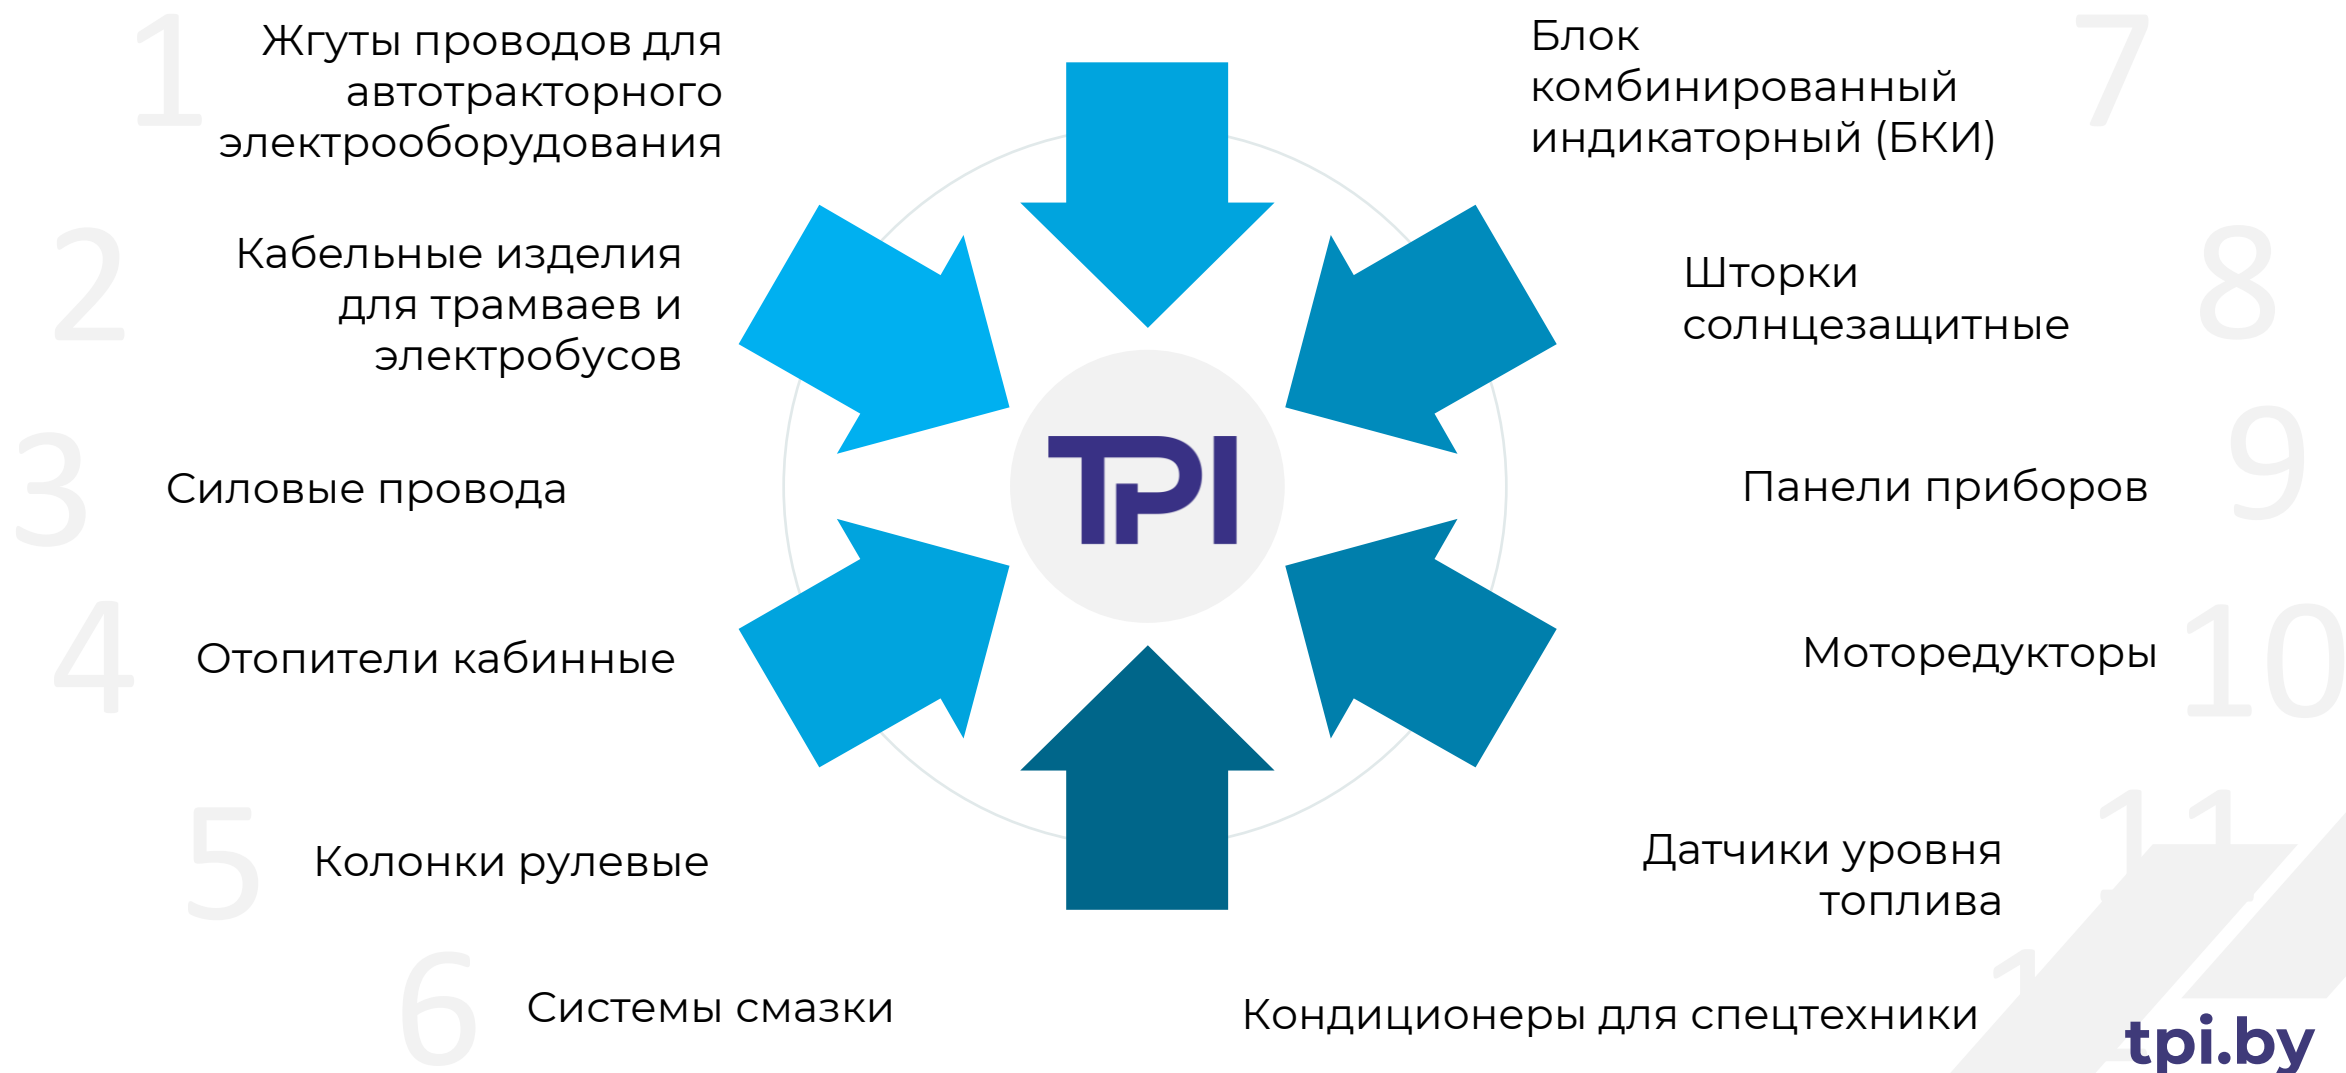 1
Жгуты проводов для
автотракторного
электрооборудования
2
Кабельные изделия
для трамваев и
электробусов
3
Силовые провода
4
Отопители кабинные
5
Колонки рулевые
6
Системы смазки
TPI
7
Блок
комбинированный
индикаторный (БКИ)
8
Шторки
солнцезащитные
9
Панели приборов
10
Моторедукторы
11
Датчики уровня
топлива
Кондиционеры для спецтехники
tpi.by